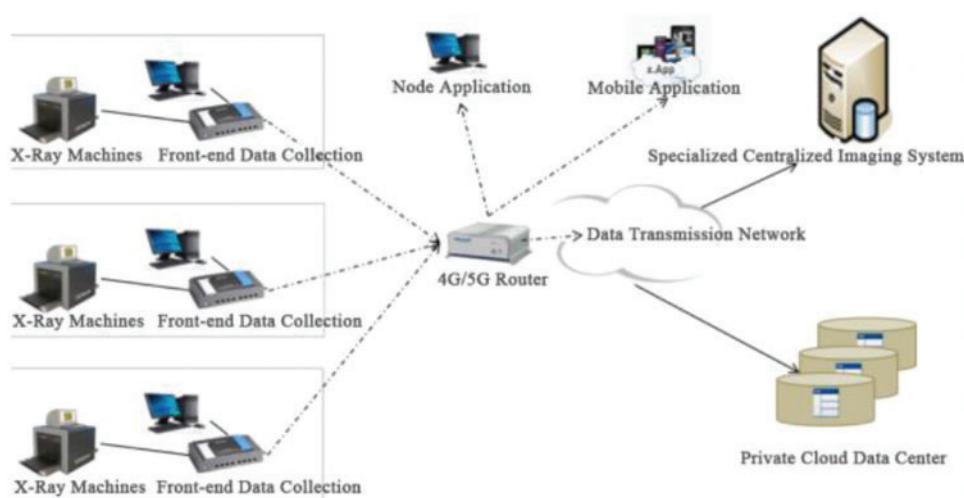 Node Application
Mobile Application
z.App
X-Ray Machines
Front-end Data Collection
Specialized Centralized Imaging System
Data Transmission Network
4G/5G Router
X-Ray Machines
Front-end Data Collection
X-Ray Machines
Front-end Data Collection
Private Cloud Data Center